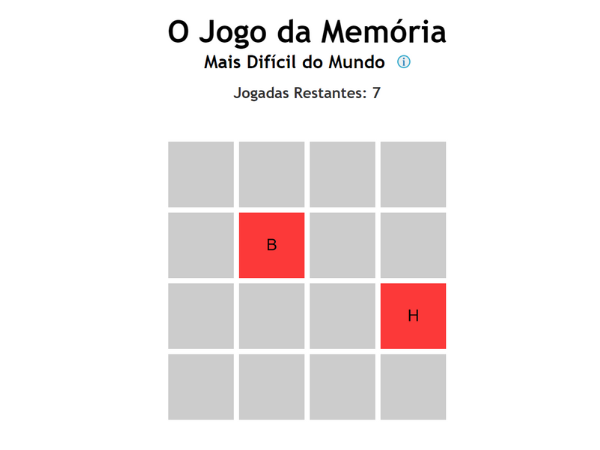 O Jogo da Memória
Mais Difícil do Mundo ⓘ
Jogadas Restantes: 7
B
H